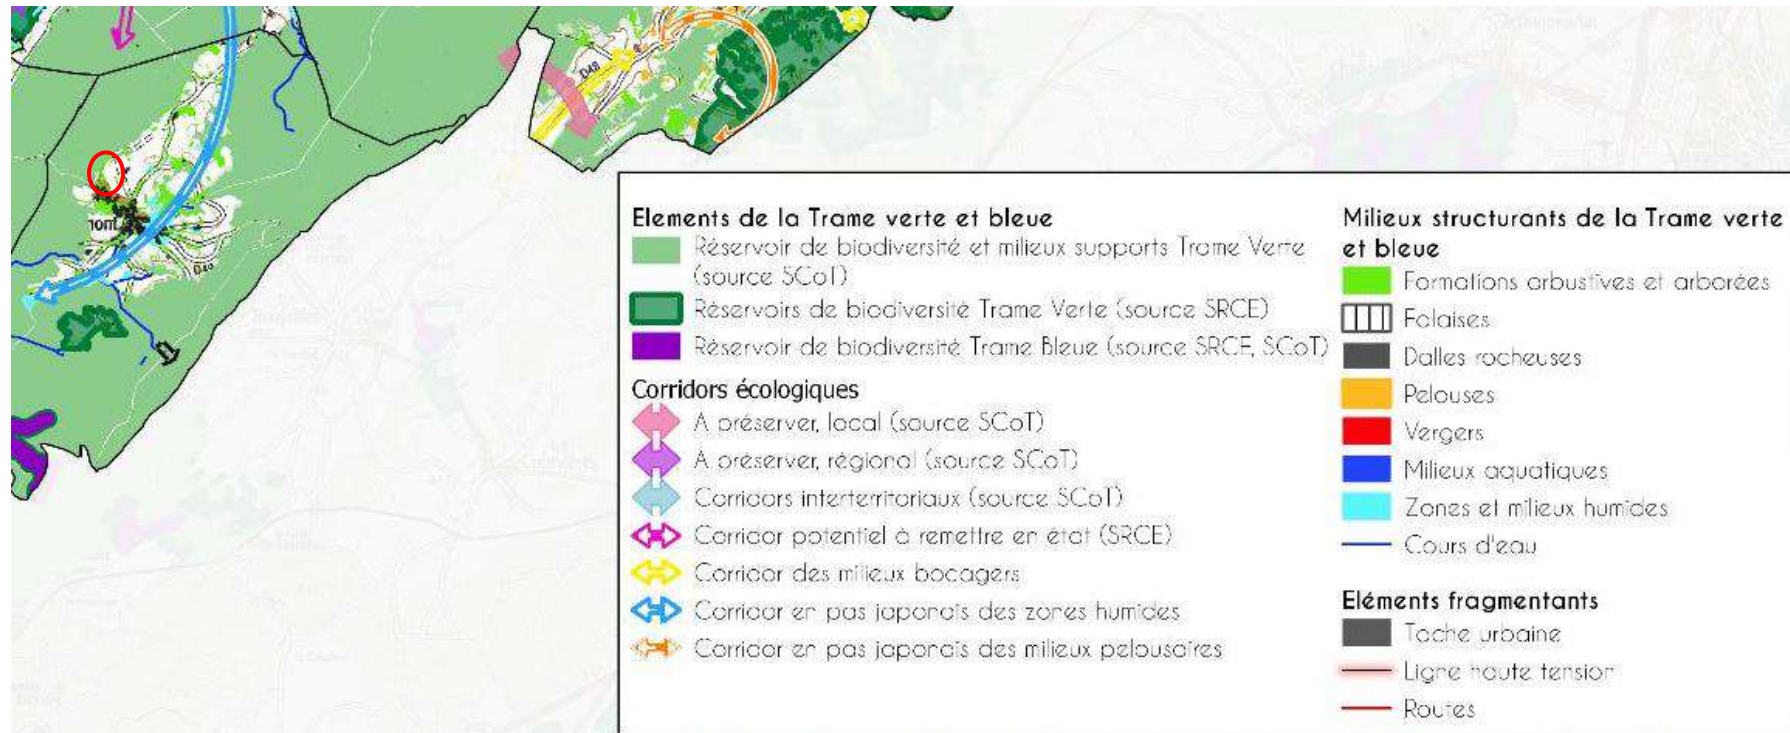 D48
mont
D48
Elements de la Trame verte et bleue
Réservoir de biodiversité et milieux supports Trame Verte
(source SCoT)
Réservoirs de biodiversité Trame Verte (source SRCE)
Réservoir de biodiversité Trame Bleue (source SRCE, SCoT)
Corridors écologiques
A préserver, local (source SCoT)
A préserver, régional (source SCoT)
Corridors interterritoriaux (source SCoT)
Corridor potentiel à remettre en état (SRCE)
Corridor des milieux bocagers
Corridor en pas japonais des zones humides
Corridor en pas japonais des milieux pelousaires
Milieux structurants de la Trame verte
et bleue
Formations arbustives et arborées
Falaises
Dalles rocheuses
Pelouses
Vergers
Milieux aquatiques
Zones et milieux humides
Cours d'eau
Eléments fragmentants
Tache urbaine
Ligne haute tension
Routes